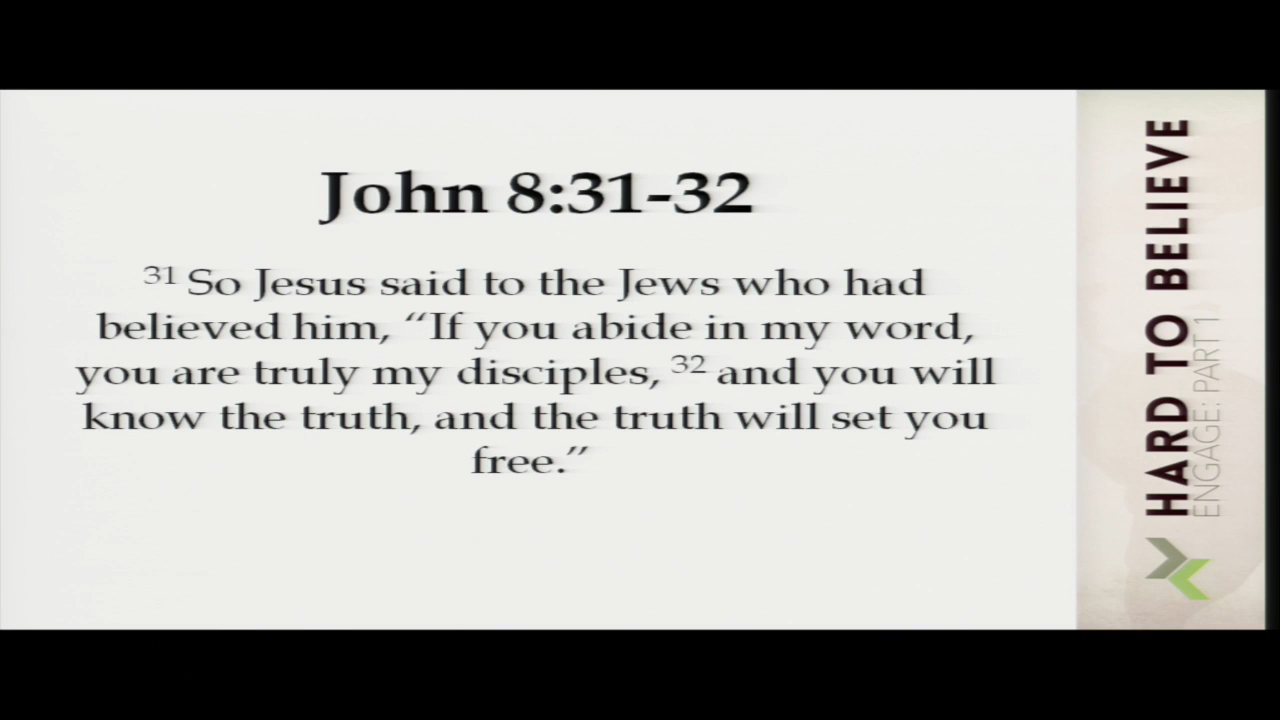 John 8:31-32
31 So Jesus said to the Jews who had
believed him, “If you abide in my word,
you are truly my disciples, 32 and you will
know the truth, and the truth will set you
free.”
HARD TO BELIEVE
ENGAGE: PART 1